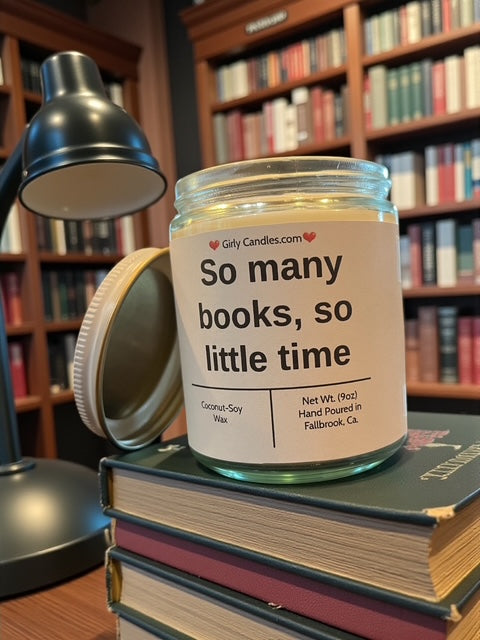 Girly Candles.com
So many
books, so
little time
Coconut-Soy
Wax
Net Wt. (9oz)
Hand Poured in
Fallbrook, Ca.